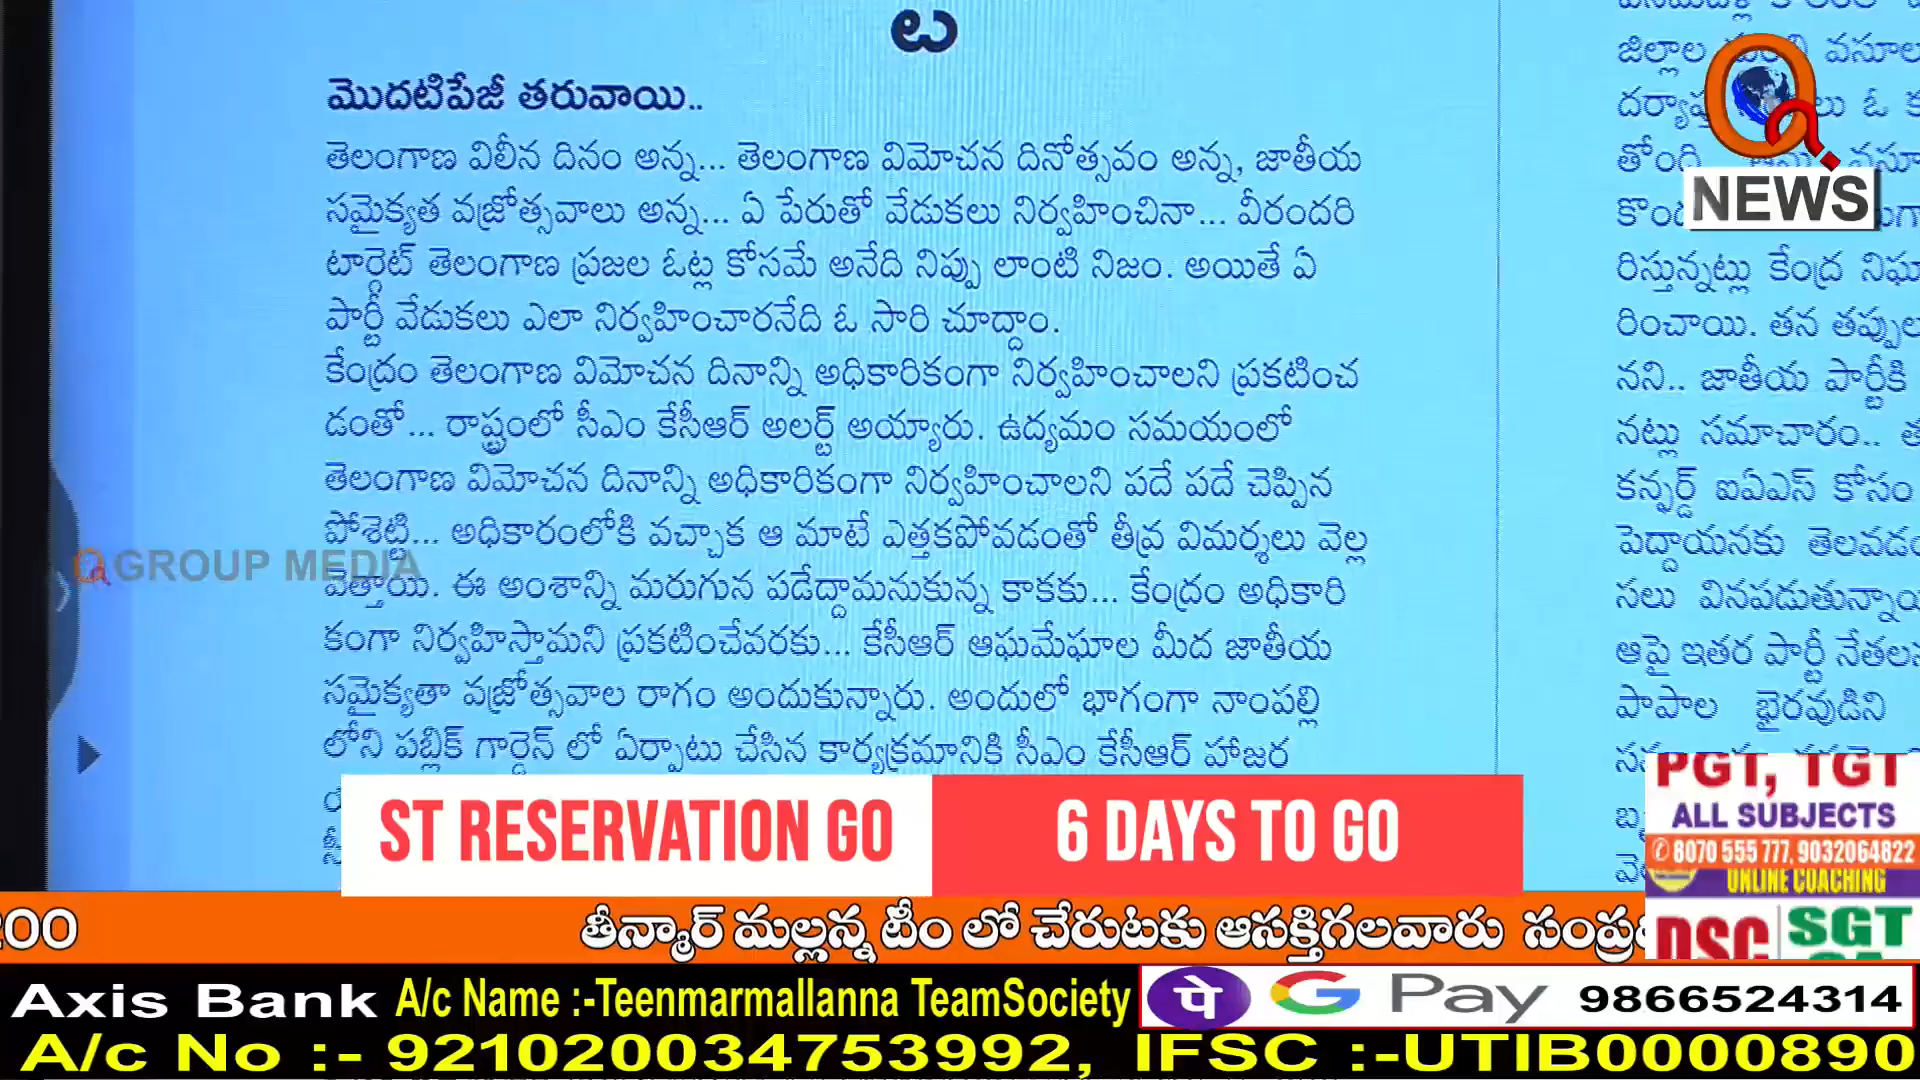 ట
మొదటిపేజీ తరువాయి..
తెలంగాణ విలీన దినం అన్న... తెలంగాణ విమోచన దినోత్సవం అన్న, జాతీయ
సమైక్యత వజ్రోత్సవాలు అన్న... ఏ పేరుతో వేడుకలు నిర్వహించినా... వీరందరి
టార్గెట్ తెలంగాణ ప్రజల ఓట్ల కోసమే అనేది నిప్పు లాంటి నిజం. అయితే ఏ
పార్టీ వేడుకలు ఎలా నిర్వహించారనేది ఓ సారి చూద్దాం.
కేంద్రం తెలంగాణ విమోచన దినాన్ని అధికారికంగా నిర్వహించాలని ప్రకటించ
డంతో... రాష్ట్రంలో సీఎం కేసీఆర్ అలర్ట్ అయ్యారు. ఉద్యమం సమయంలో
తెలంగాణ విమోచన దినాన్ని అధికారికంగా నిర్వహించాలని పదే పదే చెప్పిన
పోశెట్టి... అధికారంలోకి వచ్చాక ఆ మాటే ఎత్తకపోవడంతో తీవ్ర విమర్శలు వెల్ల
వెత్తాయి. ఈ అంశాన్ని మరుగున పడేద్దామనుకున్న కాకకు... కేంద్రం అధికారి
కంగా నిర్వహిస్తామని ప్రకటించేవరకు... కేసీఆర్ ఆఘమేఘాల మీద జాతీయ
సమైక్యతా వజ్రోత్సవాల రాగం అందుకున్నారు. అందులో భాగంగా నాంపల్లి
లోని పబ్లిక్ గార్డెన్ లో ఏర్పాటు చేసిన కార్యక్రమానికి సీఎం కేసీఆర్ హాజర
జిల్లాల
ఓ
తోంది
రిస్తున్నట్లు కేంద్ర
రించాయి. తన
నని.. జాతీయ పార్టీకి
నట్లు సమాచారం..
కన్ఫర్డ్ ఐఏఎస్ కోసం
పెద్దాయనకు
సలు
ఆపై ఇతర పార్టీ
పాపాల భైరవుడిని
Q NEWS
Q GROUP MEDIA
ST RESERVATION GO
6 DAYS TO GO
PGT, TGT
ALL SUBJECTS
8070 555 777, 9032064822
ONLINE COACHING
DSC SGT
తీన్మార్ మల్లన్న టీం లో చేరుటకు ఆసక్తిగలవారు
Axis Bank A/c Name :-Teenmarmallanna TeamSociety
పే G Pay 9866524314
A/c No :- 921020034753992, IFSC :-UTIB0000890